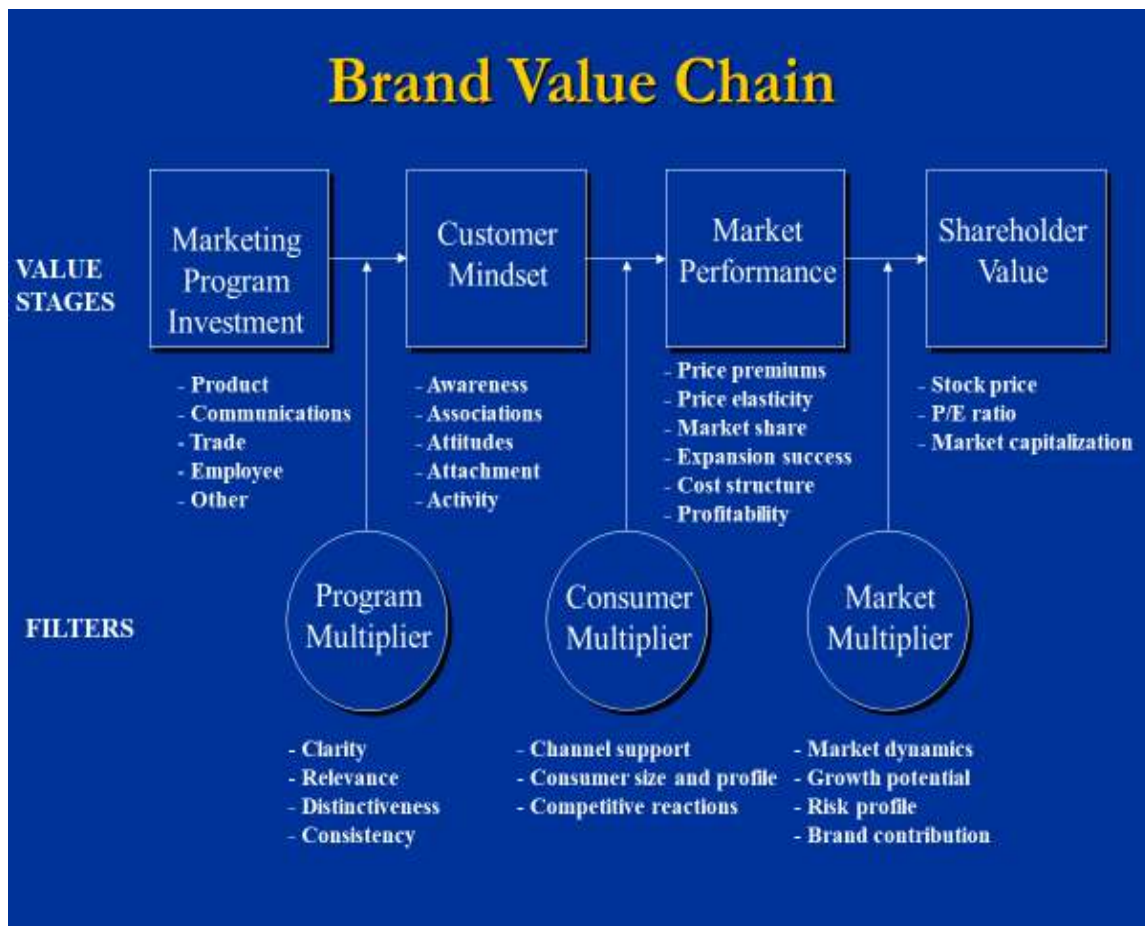 Brand Value Chain
VALUE
STAGES
Marketing
Program
Investment
- Product
- Communications
- Trade
- Employee
- Other
Customer
Mindset
- Awareness
- Associations
- Attitudes
- Attachment
- Activity
Market
Performance
- Price premiums
- Price elasticity
- Market share
- Expansion success
- Cost structure
- Profitability
Shareholder
Value
- Stock price
- P/E ratio
- Market capitalization
FILTERS
Program
Multiplier
- Clarity
- Relevance
- Distinctiveness
- Consistency
Consumer
Multiplier
- Channel support
- Consumer size and profile
- Competitive reactions
Market
Multiplier
- Market dynamics
- Growth potential
- Risk profile
- Brand contribution